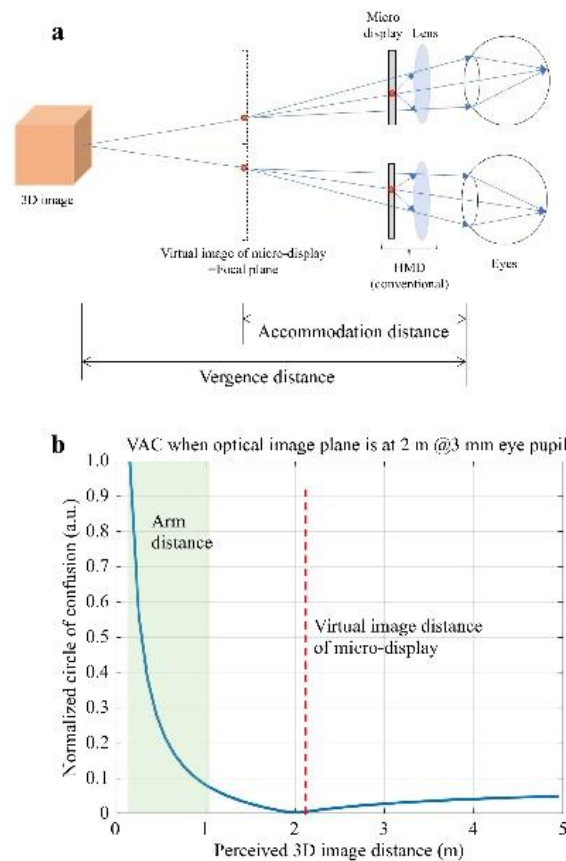 a
Micro
display
Lens
3D image
Virtual image of micro-display
=Focal plane
HMD
(conventional)
Eyes
Accommodation distance
Vergence distance
b
VAC when optical image plane is at 2 m @3 mm eye pupil
1.0
0.9
0.8
0.7
0.6
0.5
0.4
0.3
0.2
0.1
0
Normalized circle of confusion (a.u.)
Arm
distance
Virtual image distance
of micro-display
0 1 2 3 4 5
Perceived 3D image distance (m)